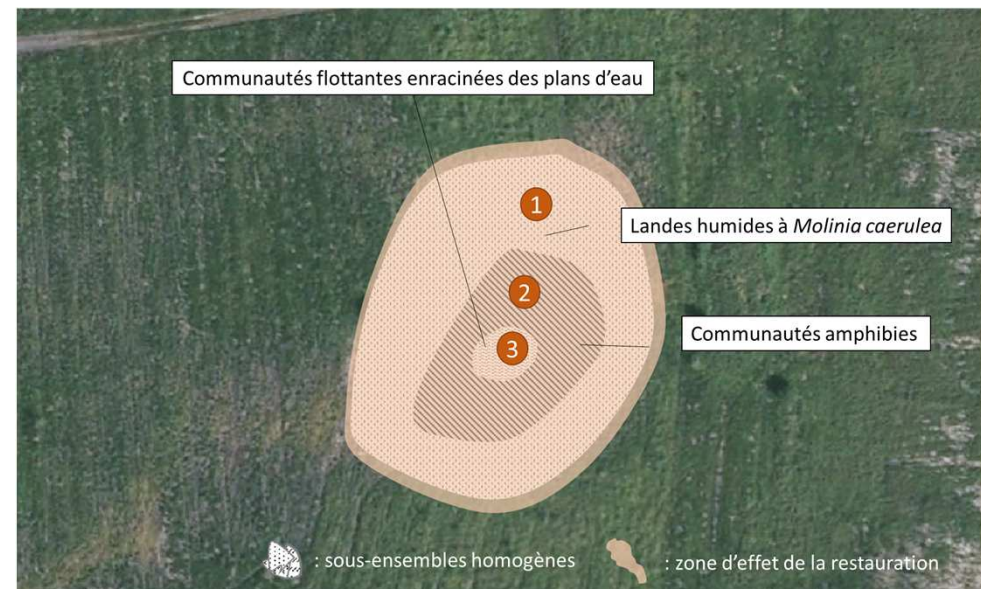 Communautés flottantes enracinées des plans d'eau
1
Landes humides à Molinia caerulea
2
Communautés amphibies
3
: sous-ensembles homogènes
: zone d'effet de la restauration